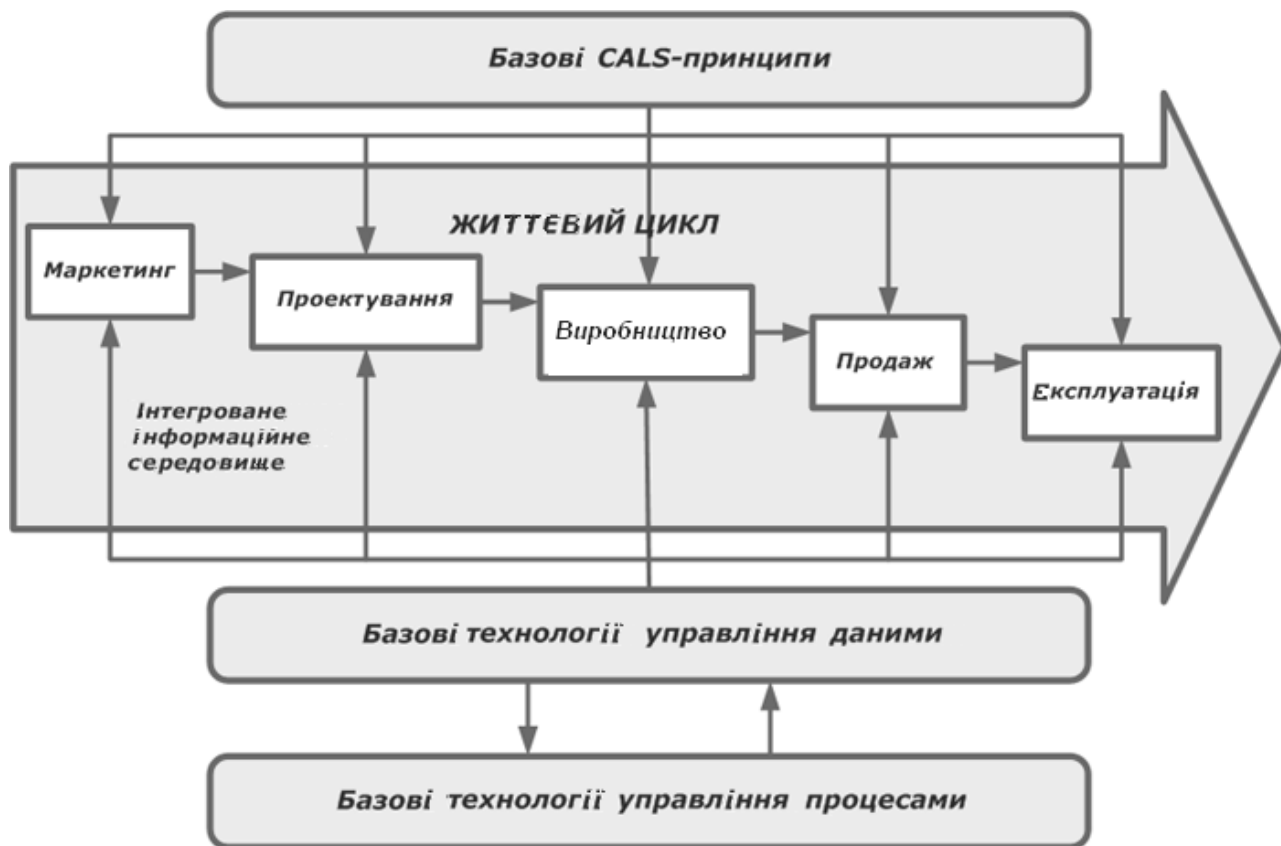 Базові CALS-принципи
ЖИТТЄВИЙ ЦИКЛ
Маркетинг
Проектування
Виробництво
Продаж
Експлуатація
Інтегроване
інформаційне
середовище
Базові технології управління даними
Базові технології управління процесами